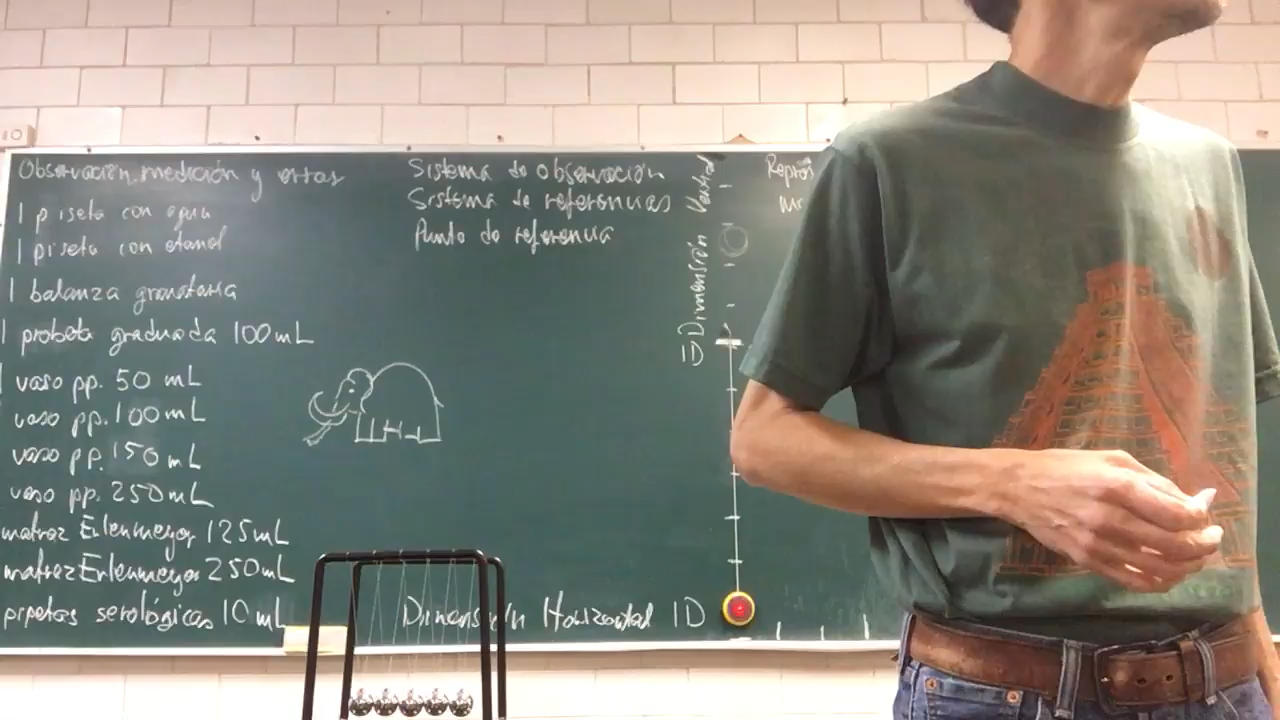 Observación, medición y
1 piseta con agua
1 piseta con etanol
1 balanza granataria
1 probeta graduada 100 mL
1 vaso pp. 50 mL
vaso pp. 100 mL
vaso pp. 150 mL
vaso pp. 250 mL
matraz Erlenmeyer 125 mL
matraz Erlenmeyer 250 mL
pipetas serológicas 10 mL
Sistema de observación
Sistema de referencias
Punto de referencia
1D Dimensión Vertical
Dimensión Horizontal 1D